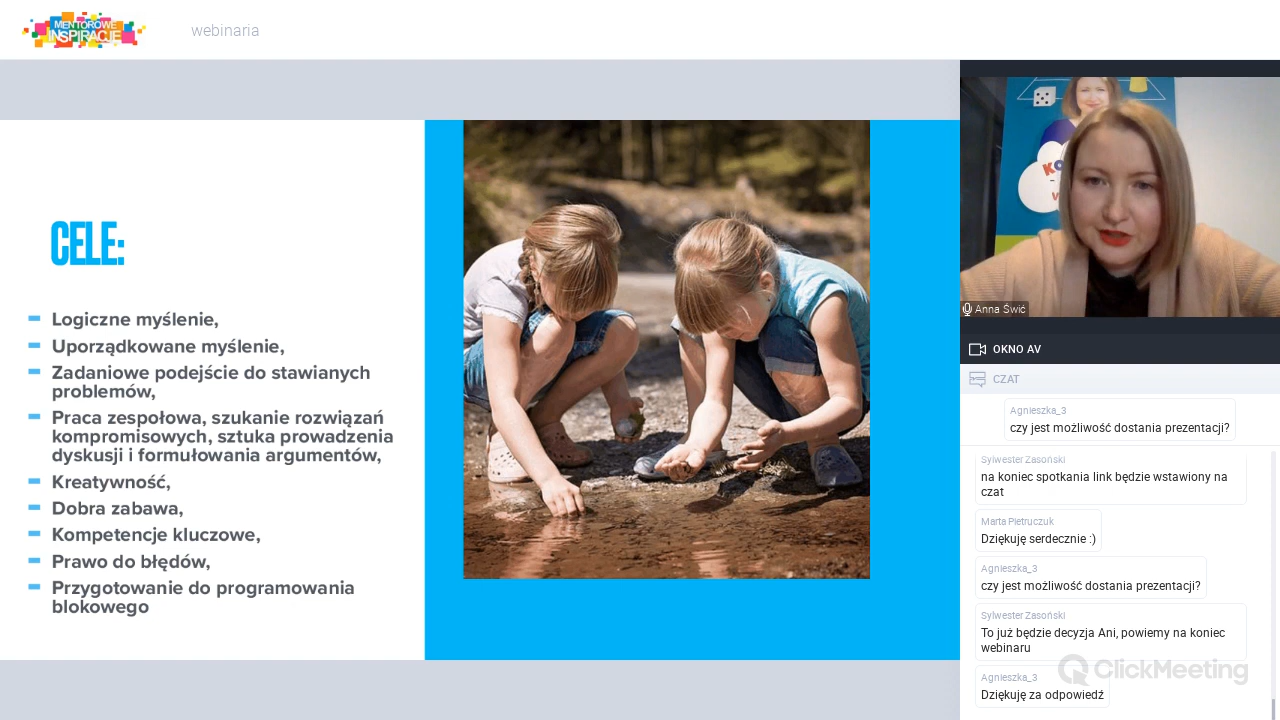 MENTOROWE
INSPIRACJE
webinaria
CELE:
Logiczne myślenie,
Uporządkowane myślenie,
Zadaniowe podejście do stawianych
problemów,
Praca zespołowa, szukanie rozwiązań
kompromisowych, sztuka prowadzenia
dyskusji i formułowania argumentów,
Kreatywność,
Dobra zabawa,
Kompetencje kluczowe,
Prawo do błędów,
Przygotowanie do programowania
blokowego
Anna Świć
OKNO AV
CZAT
Agnieszka_3
czy jest możliwość dostania prezentacji?
Sylwester Zasoński
na koniec spotkania link będzie wstawiony na
czat
Marta Pietruczuk
Dziękuję serdecznie :)
Agnieszka_3
czy jest możliwość dostania prezentacji?
Sylwester Zasoński
To już będzie decyzja Ani, powiemy na koniec
webinaru
ClickMeeting
Agnieszka_3
Dziękuję za odpowiedź